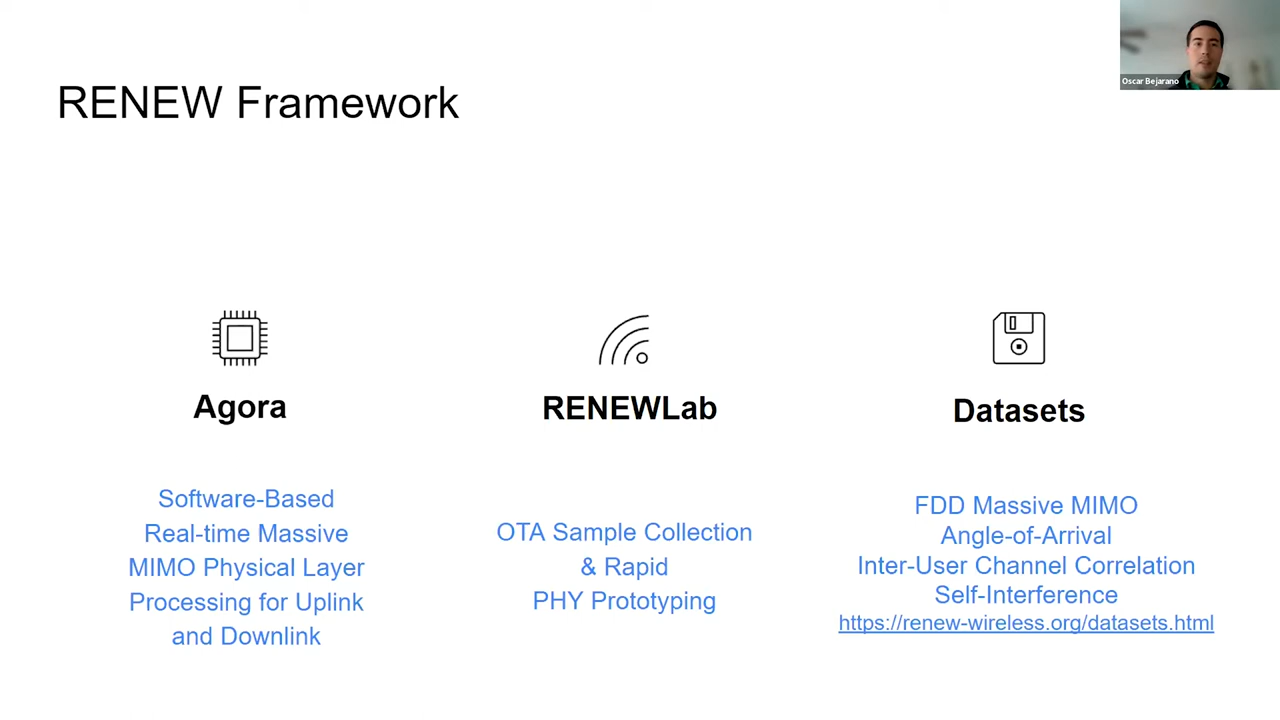 Oscar Bejarano
RENEW Framework
Agora
Software-Based
Real-time Massive
MIMO Physical Layer
Processing for Uplink
and Downlink
RENEWLab
OTA Sample Collection
& Rapid
PHY Prototyping
Datasets
FDD Massive MIMO
Angle-of-Arrival
Inter-User Channel Correlation
Self-Interference
https://renew-wireless.org/datasets.html